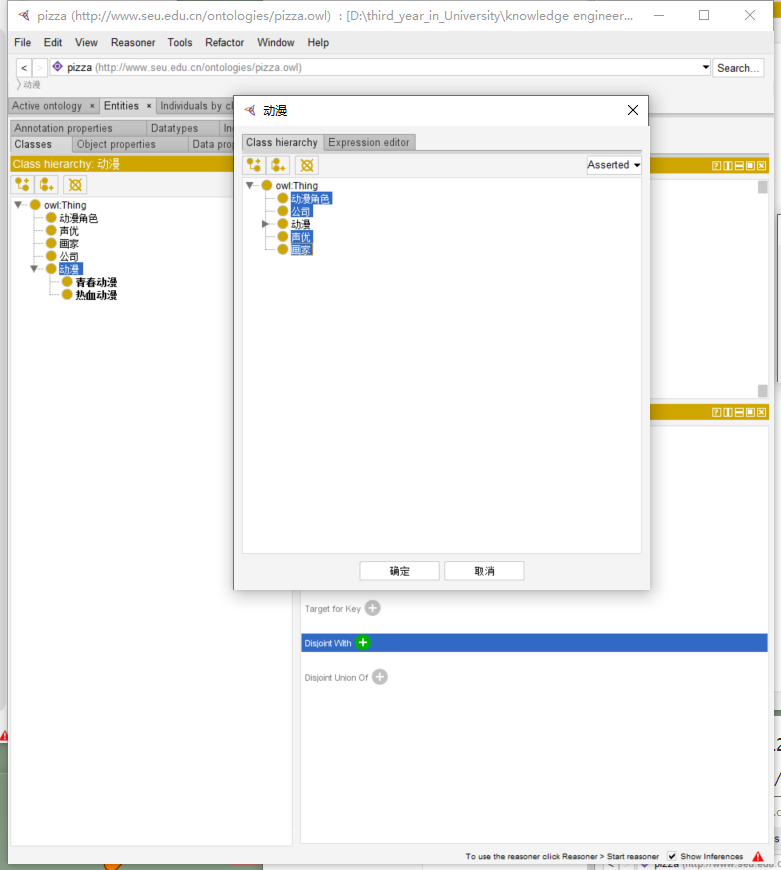 pizza (http://www.seu.edu.cn/ontologies/pizza.owl) : [D:\third_year_in_University\knowledge engineer...
File Edit View Reasoner Tools Refactor Window Help
< > pizza (http://www.seu.edu.cn/ontologies/pizza.owl) Search...
动漫
Active ontology × Entities × Individuals by cl
Annotation properties Datatypes In
Classes Object properties Data prop
Class hierarchy: 动漫
owl:Thing
动漫角色
声优
画家
公司
动漫
青春动漫
热血动漫
动漫
Class hierarchy Expression editor
Asserted
owl:Thing
动漫角色
公司
动漫
声优
画家
确定 取消
Target for Key
Disjoint With
Disjoint Union Of
To use the reasoner click Reasoner > Start reasoner Show Inferences